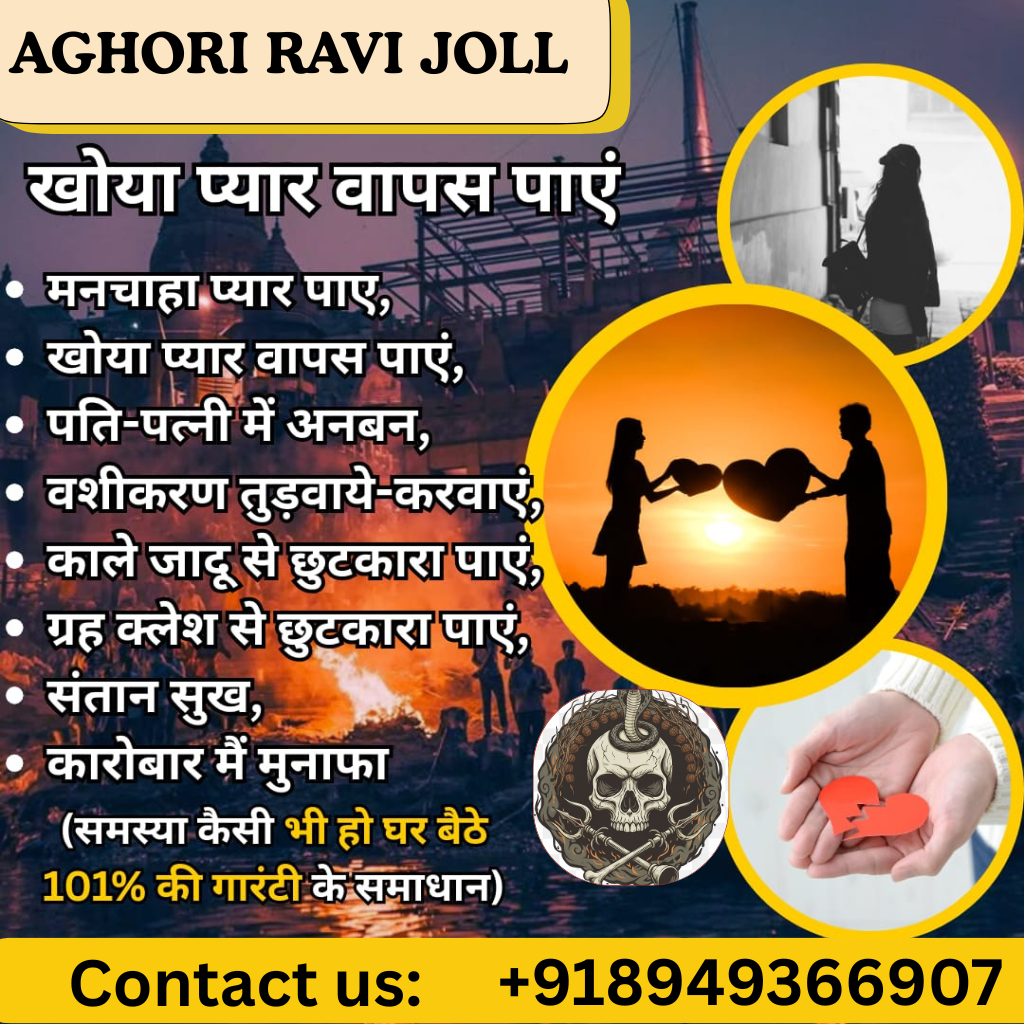 AGHORI RAVI JOLL
खोया प्यार वापस पाएं
• मनचाहा प्यार पाए,
• खोया प्यार वापस पाएं,
• पति-पत्नी में अनबन,
• वशीकरण तुड़वाये-करवाएं,
• काले जादू से छुटकारा पाएं,
• ग्रह क्लेश से छुटकारा पाएं,
• संतान सुख,
• कारोबार मैं मुनाफा
(समस्या कैसी भी हो घर बैठे
101% की गारंटी के समाधान)
Contact us: +918949366907